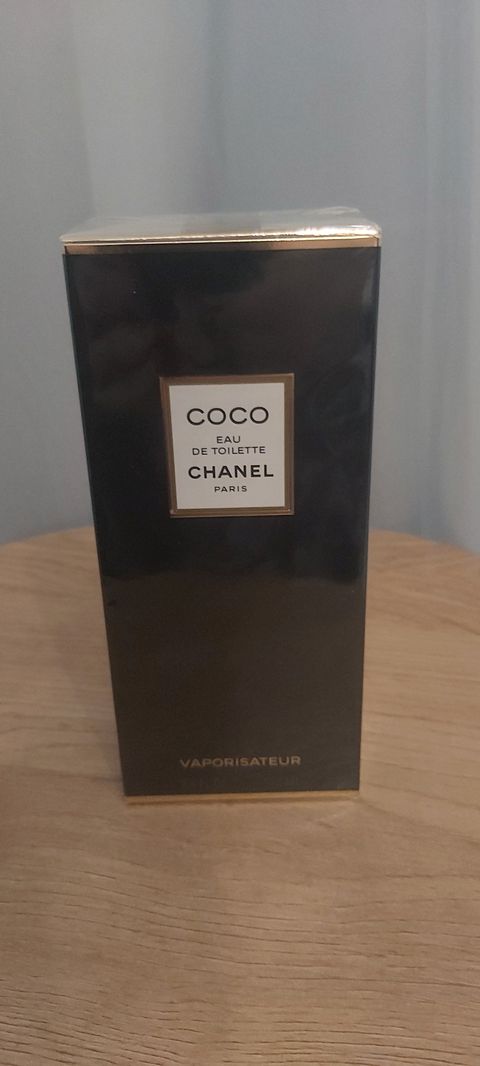 COCO
EAU
DE TOILETTE
CHANEL
PARIS
VAPORISATEUR